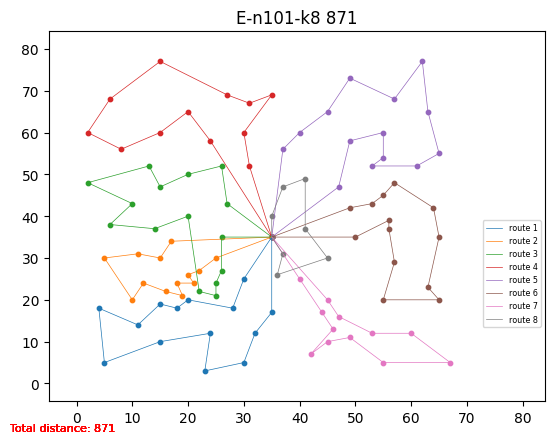 E-n101-k8 871
80
70
60
50
40
30
20
10
0
route 1
route 2
route 3
route 4
route 5
route 6
route 7
route 8
0 10 20 30 40 50 60 70 80
Total distance: 871